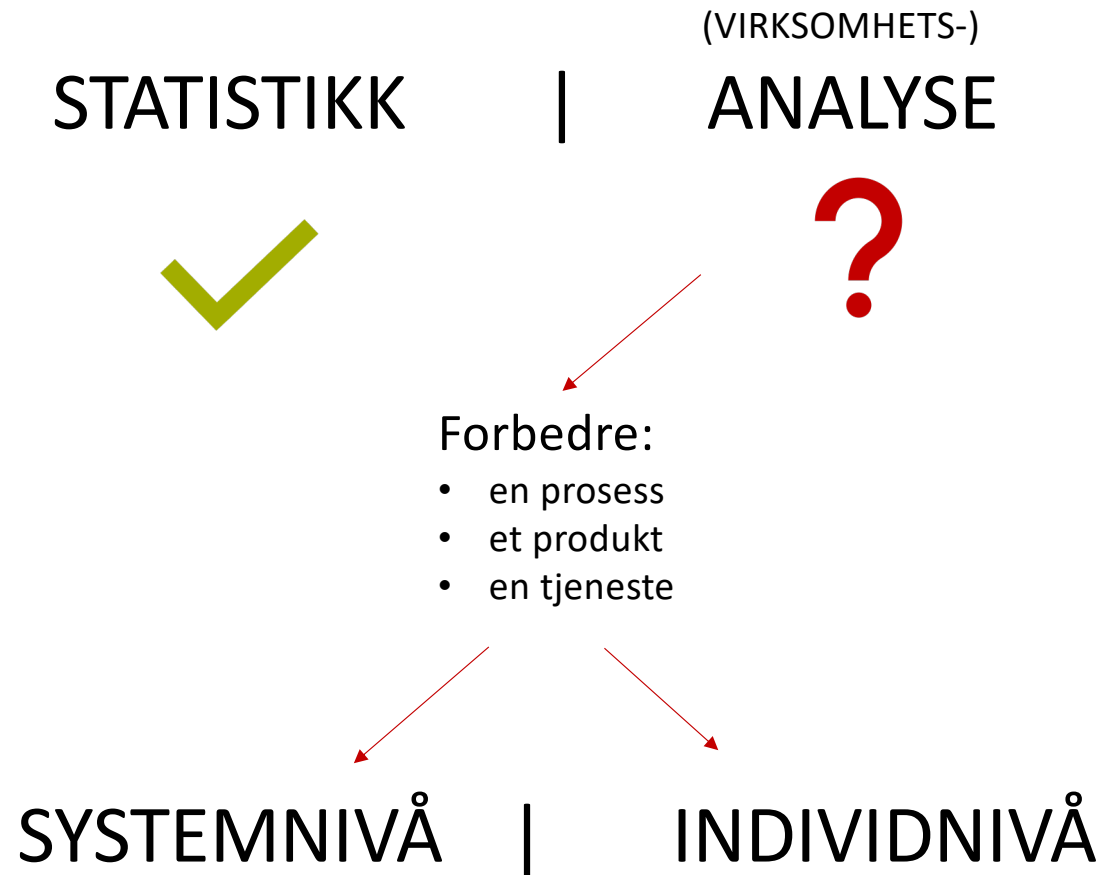 (VIRKSOMHETS-)
STATISTIKK | ANALYSE
?
Forbedre:
• en prosess
• et produkt
• en tjeneste
SYSTEMNIVÅ | INDIVIDNIVÅ